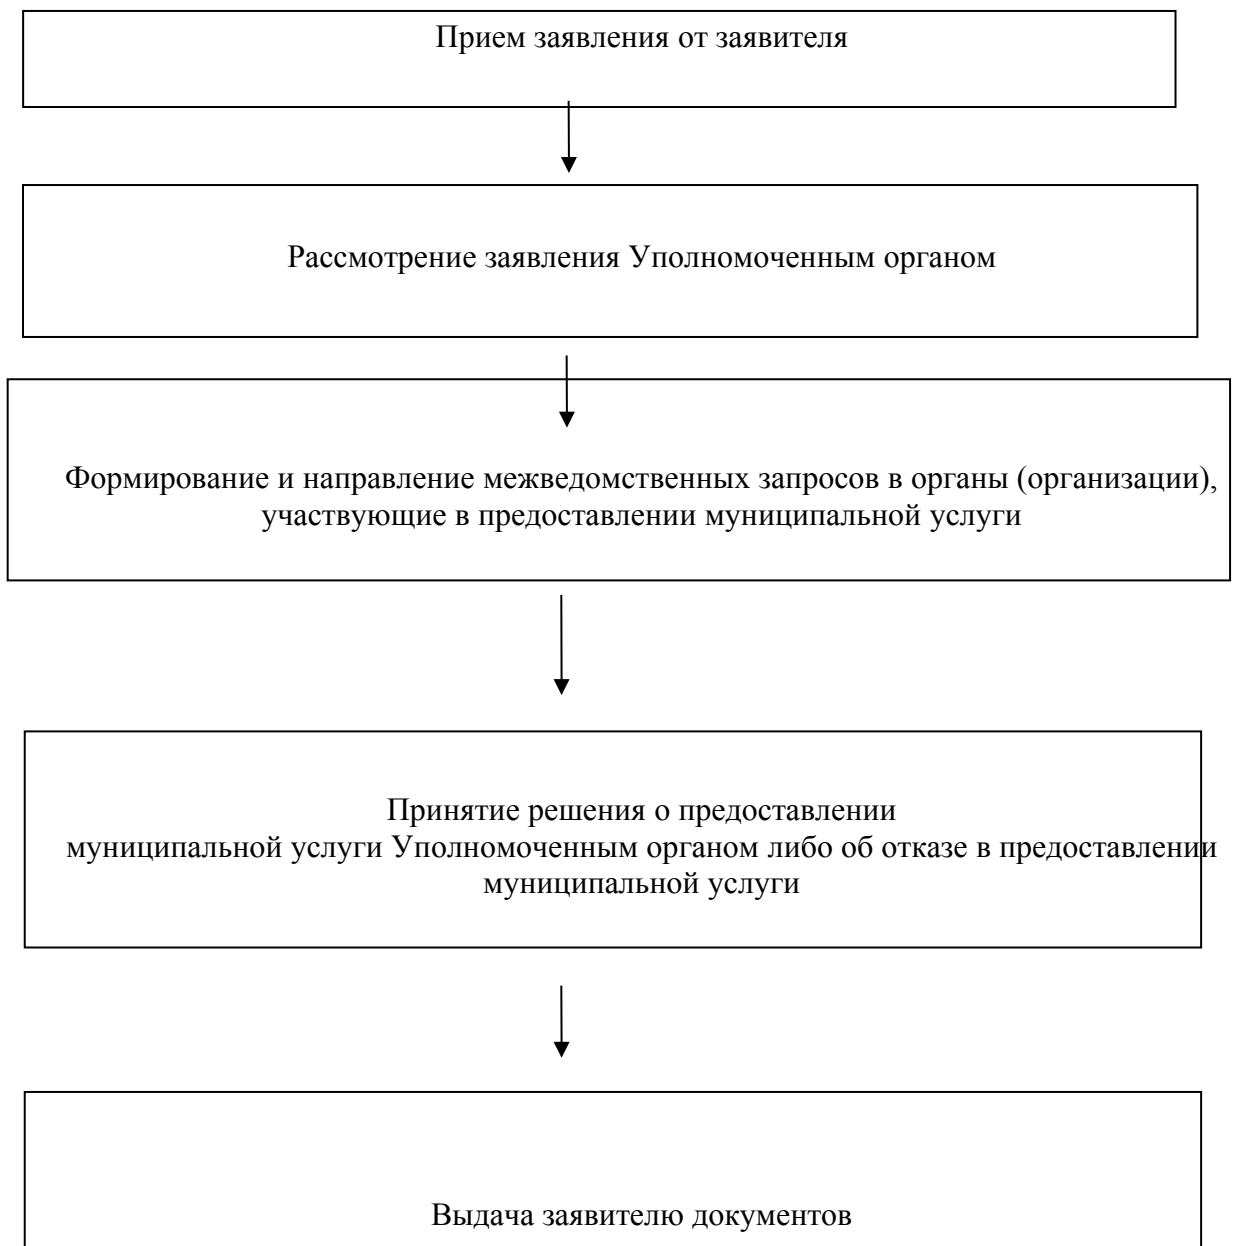 Прием заявления от заявителя
Рассмотрение заявления Уполномоченным органом
Формирование и направление межведомственных запросов в органы (организации),
участвующие в предоставлении муниципальной услуги
Принятие решения о предоставлении
муниципальной услуги Уполномоченным органом либо об отказе в предоставлении
муниципальной услуги
Выдача заявителю документов